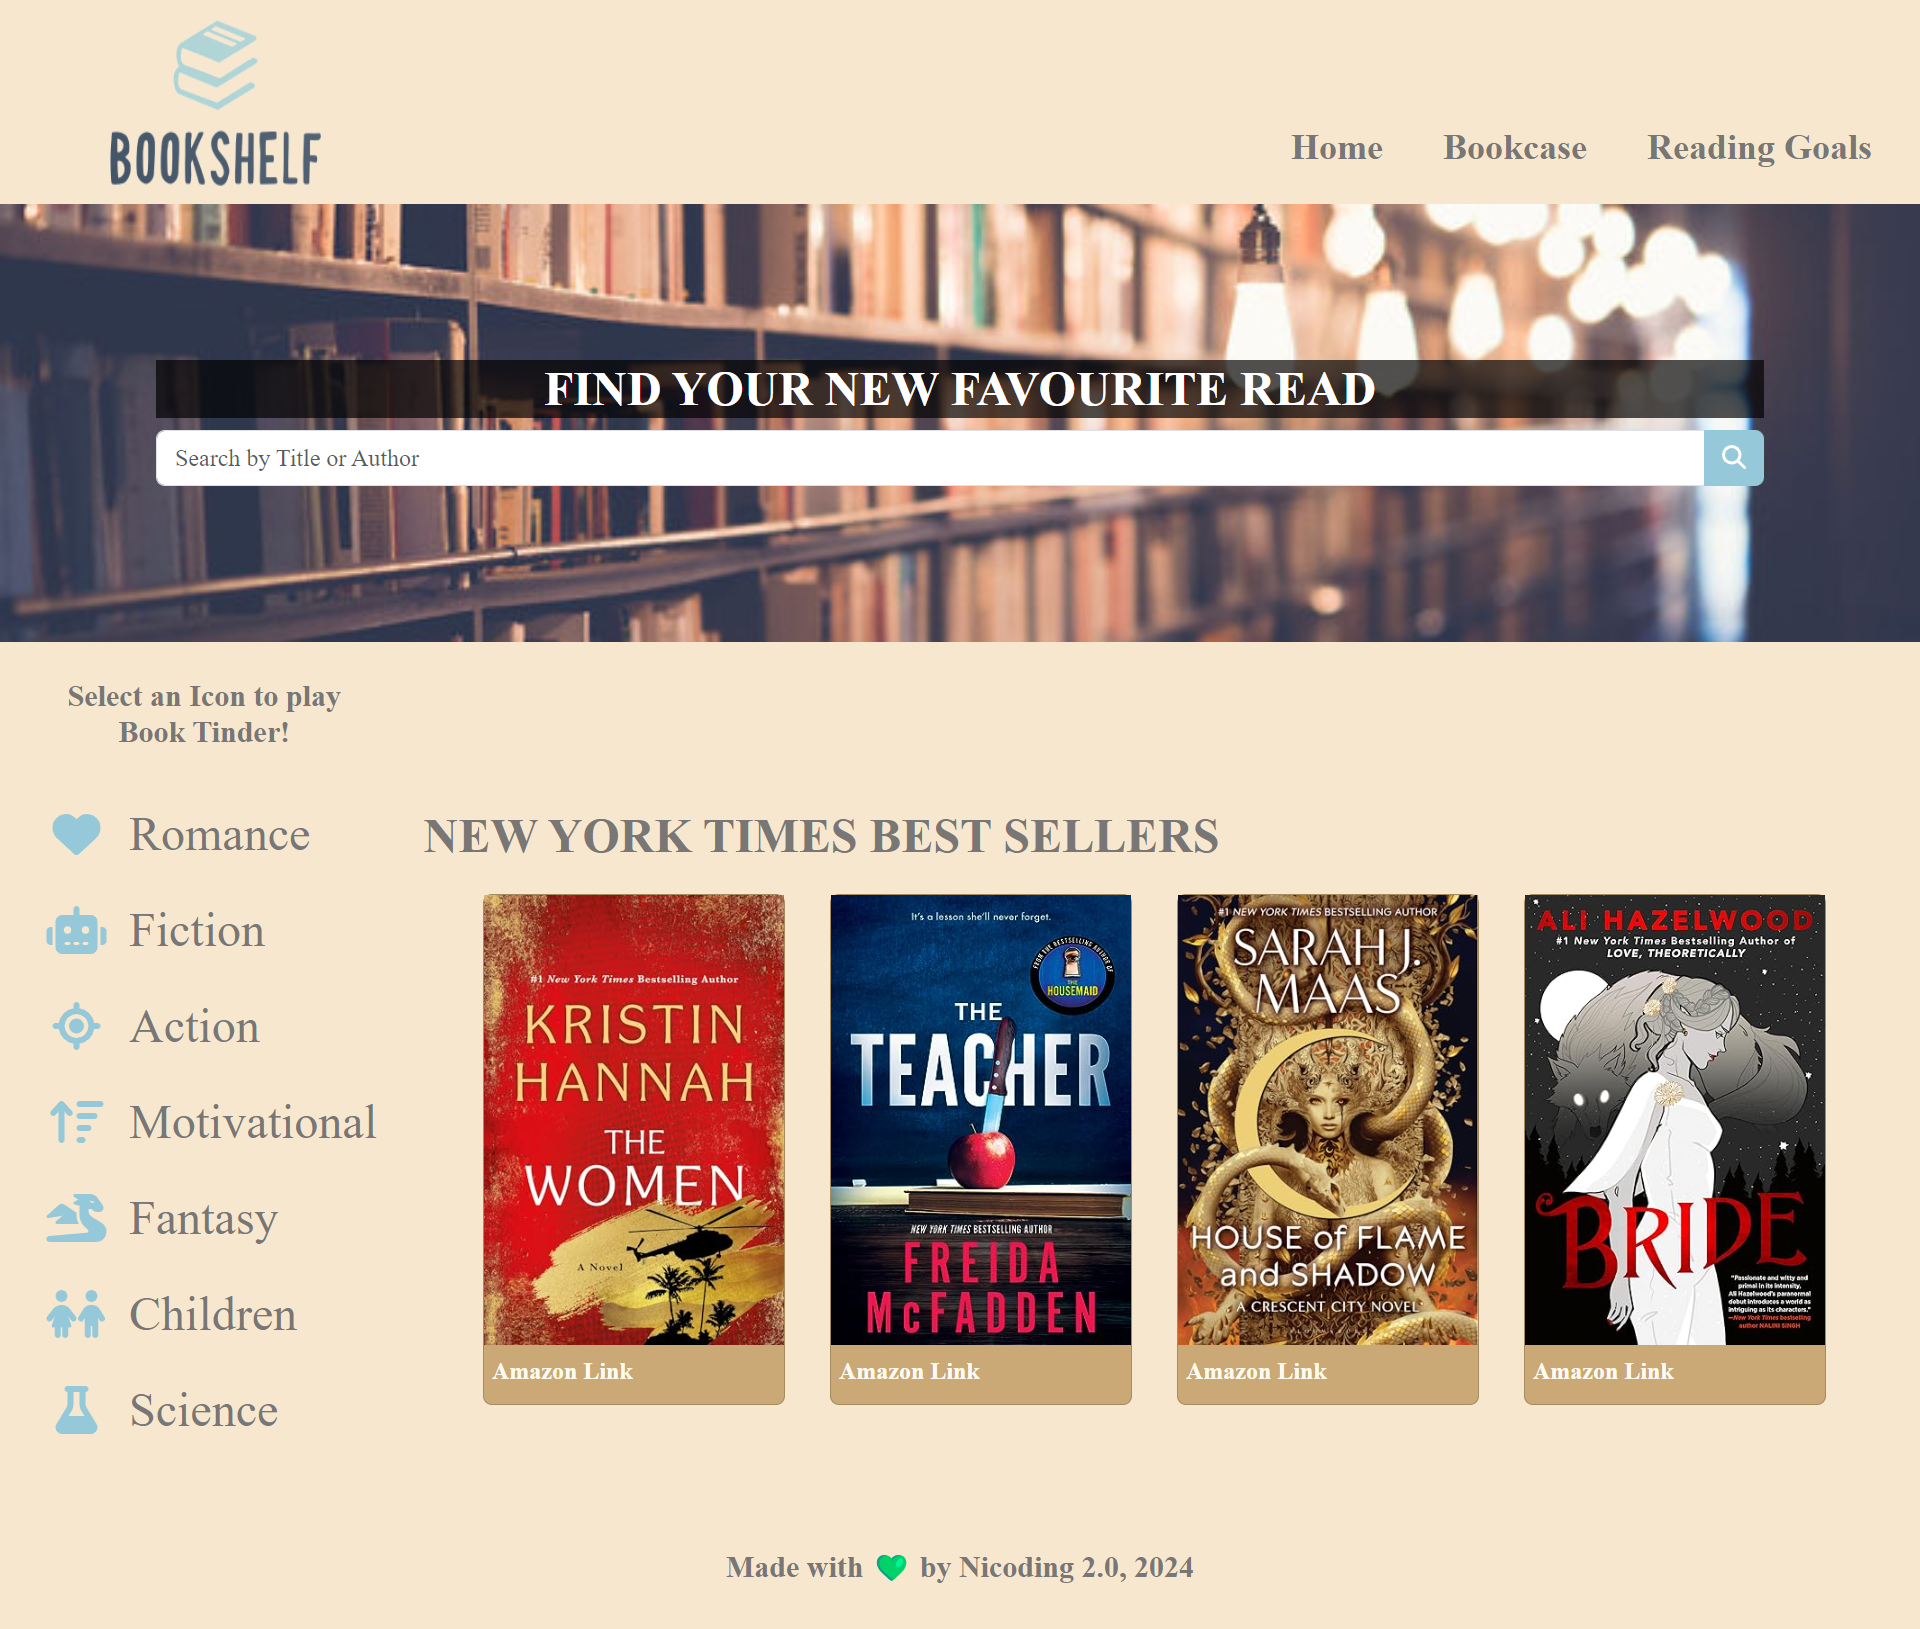 BOOKSHELF
Home
Bookcase
Reading Goals
FIND YOUR NEW FAVOURITE READ
Search by Title or Author
Select an Icon to play
Book Tinder!
Romance
Fiction
Action
Motivational
Fantasy
Children
Science
NEW YORK TIMES BEST SELLERS
#1 New York Times Bestselling Author
KRISTIN
HANNAH
THE
WOMEN
A Novel
Amazon Link
It's a lesson she'll never forget.
FROM THE BESTSELLING AUTHOR OF
THE
HOUSEMAID
THE
TEACHER
NEW YORK TIMES BESTSELLING AUTHOR
FREIDA
McFADDEN
Amazon Link
#1 NEW YORK TIMES BESTSELLING AUTHOR
SARAH J.
MAAS
HOUSE of FLAME
and SHADOW
A CRESCENT CITY NOVEL
Amazon Link
ALI HAZELWOOD
#1 New York Times Bestselling Author of
LOVE, THEORETICALLY
BRIDE
"Passionate and witty and
primal in its intensity,
Ali Hazelwood's paranormal
debut introduces a world as
intriguing as its characters."
—New York Times bestselling
author NALINI SINGH
Amazon Link
Made with 💚 by Nicoding 2.0, 2024